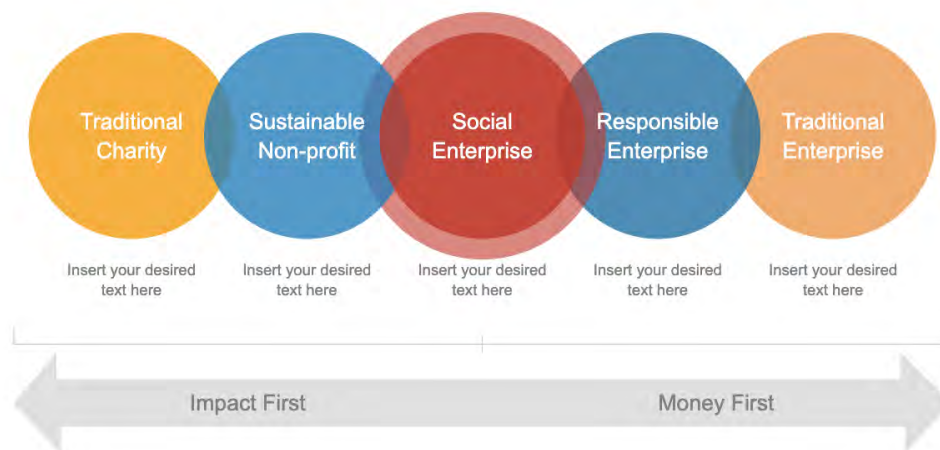 Traditional
Charity
Sustainable
Non-profit
Social
Enterprise
Responsible
Enterprise
Traditional
Enterprise
Insert your desired
text here
Insert your desired
text here
Insert your desired
text here
Insert your desired
text here
Insert your desired
text here
Impact First
Money First